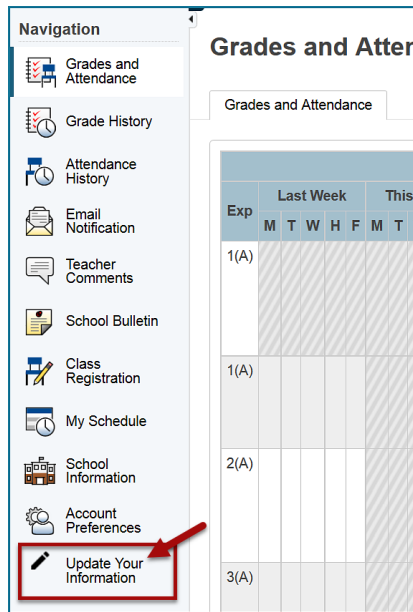 Navigation
Grades and
Attendance
Grade History
Attendance
History
Email
Notification
Teacher
Comments
School Bulletin
Class
Registration
My Schedule
School
Information
Account
Preferences
Update Your
Information
Grades and Atter
Grades and Attendance
Exp Last Week This
M T W H F M T
1(A)
1(A)
2(A)
3(A)